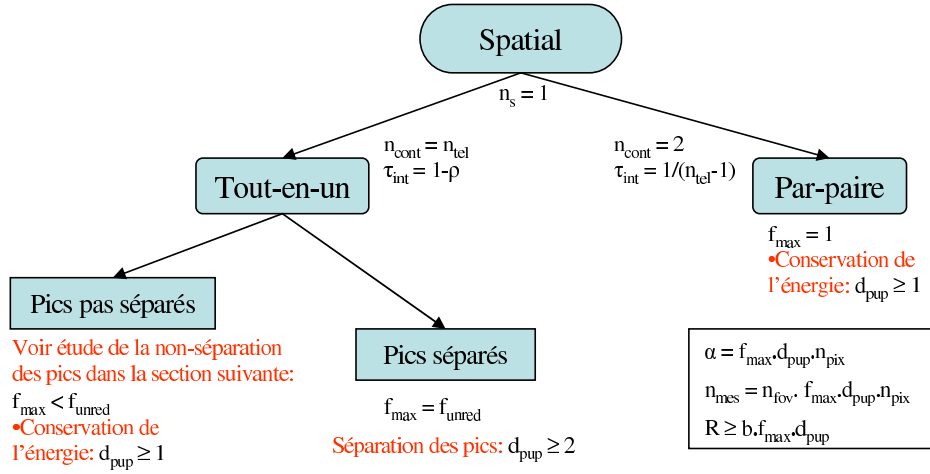 Spatial
n_s = 1
n_cont = n_tel
τ_int = 1-ρ
n_cont = 2
τ_int = 1/(n_tel-1)
Tout-en-un
Par-paire
f_max = 1
•Conservation de
l'énergie: d_pup ≥ 1
Pics pas séparés
Voir étude de la non-séparation
des pics dans la section suivante:
f_max < f_unred
•Conservation de
l'énergie: d_pup ≥ 1
Pics séparés
f_max = f_unred
Séparation des pics: d_pup ≥ 2
α = f_max.d_pup.n_pix
n_mes = n_fov. f_max.d_pup.n_pix
R ≥ b.f_max.d_pup